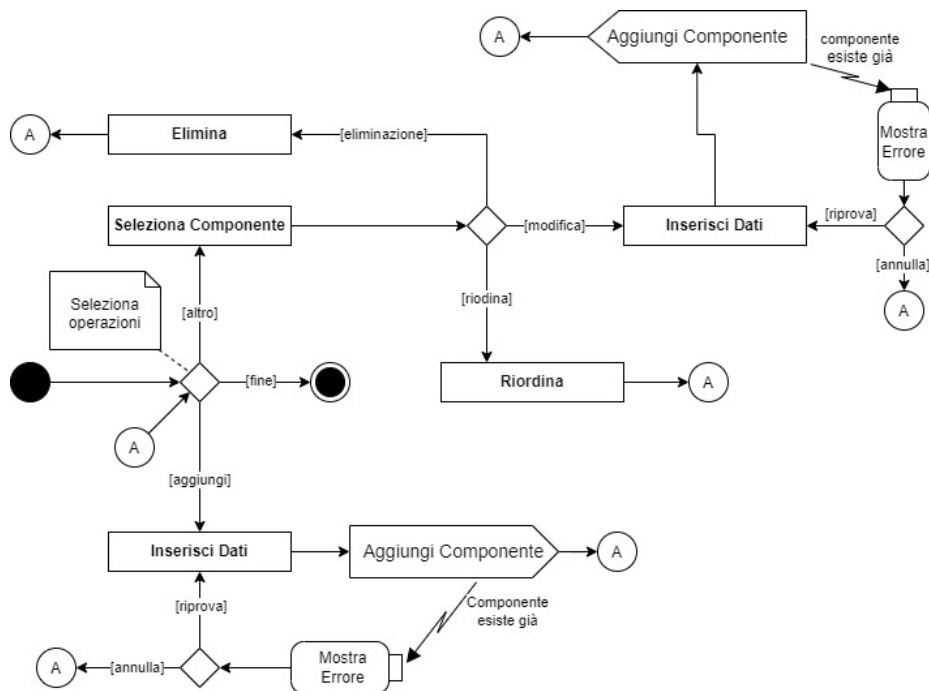 A
Aggiungi Componente
componente
esiste già
A
Elimina
[eliminazione]
Mostra
Errore
Seleziona Componente
[modifica]
Inserisci Dati
[riprova]
[annulla]
Seleziona
operazioni
[altro]
[riodina]
A
[fine]
Riordina
A
A
[aggiungi]
Inserisci Dati
Aggiungi Componente
A
[riprova]
Componente
esiste già
A
[annulla]
Mostra
Errore